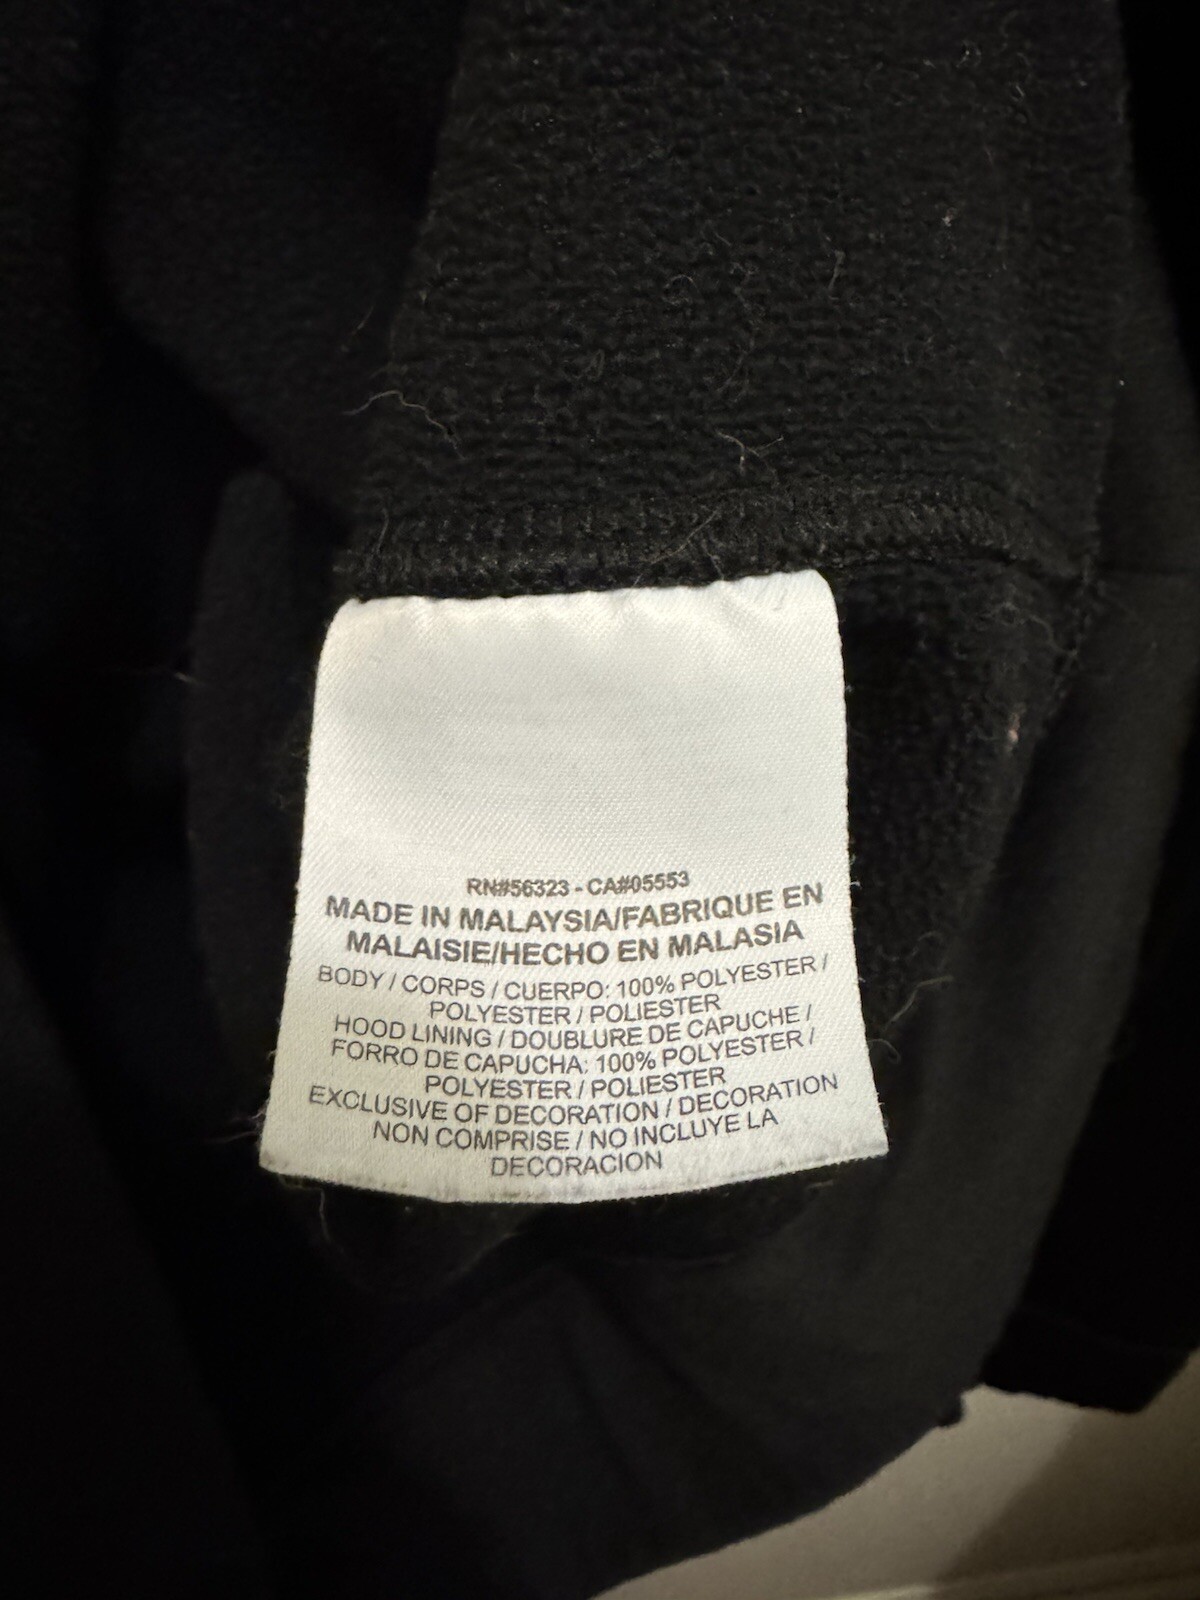 RN#56323 - CA#05553
MADE IN MALAYSIA/FABRIQUE EN
MALAISIE/HECHO EN MALASIA
BODY / CORPS / CUERPO: 100% POLYESTER /
POLYESTER / POLIESTER
HOOD LINING / DOUBLURE DE CAPUCHE /
FORRO DE CAPUCHA: 100% POLYESTER /
POLYESTER / POLIESTER
EXCLUSIVE OF DECORATION / DECORATION
NON COMPRISE / NO INCLUYE LA
DECORACION